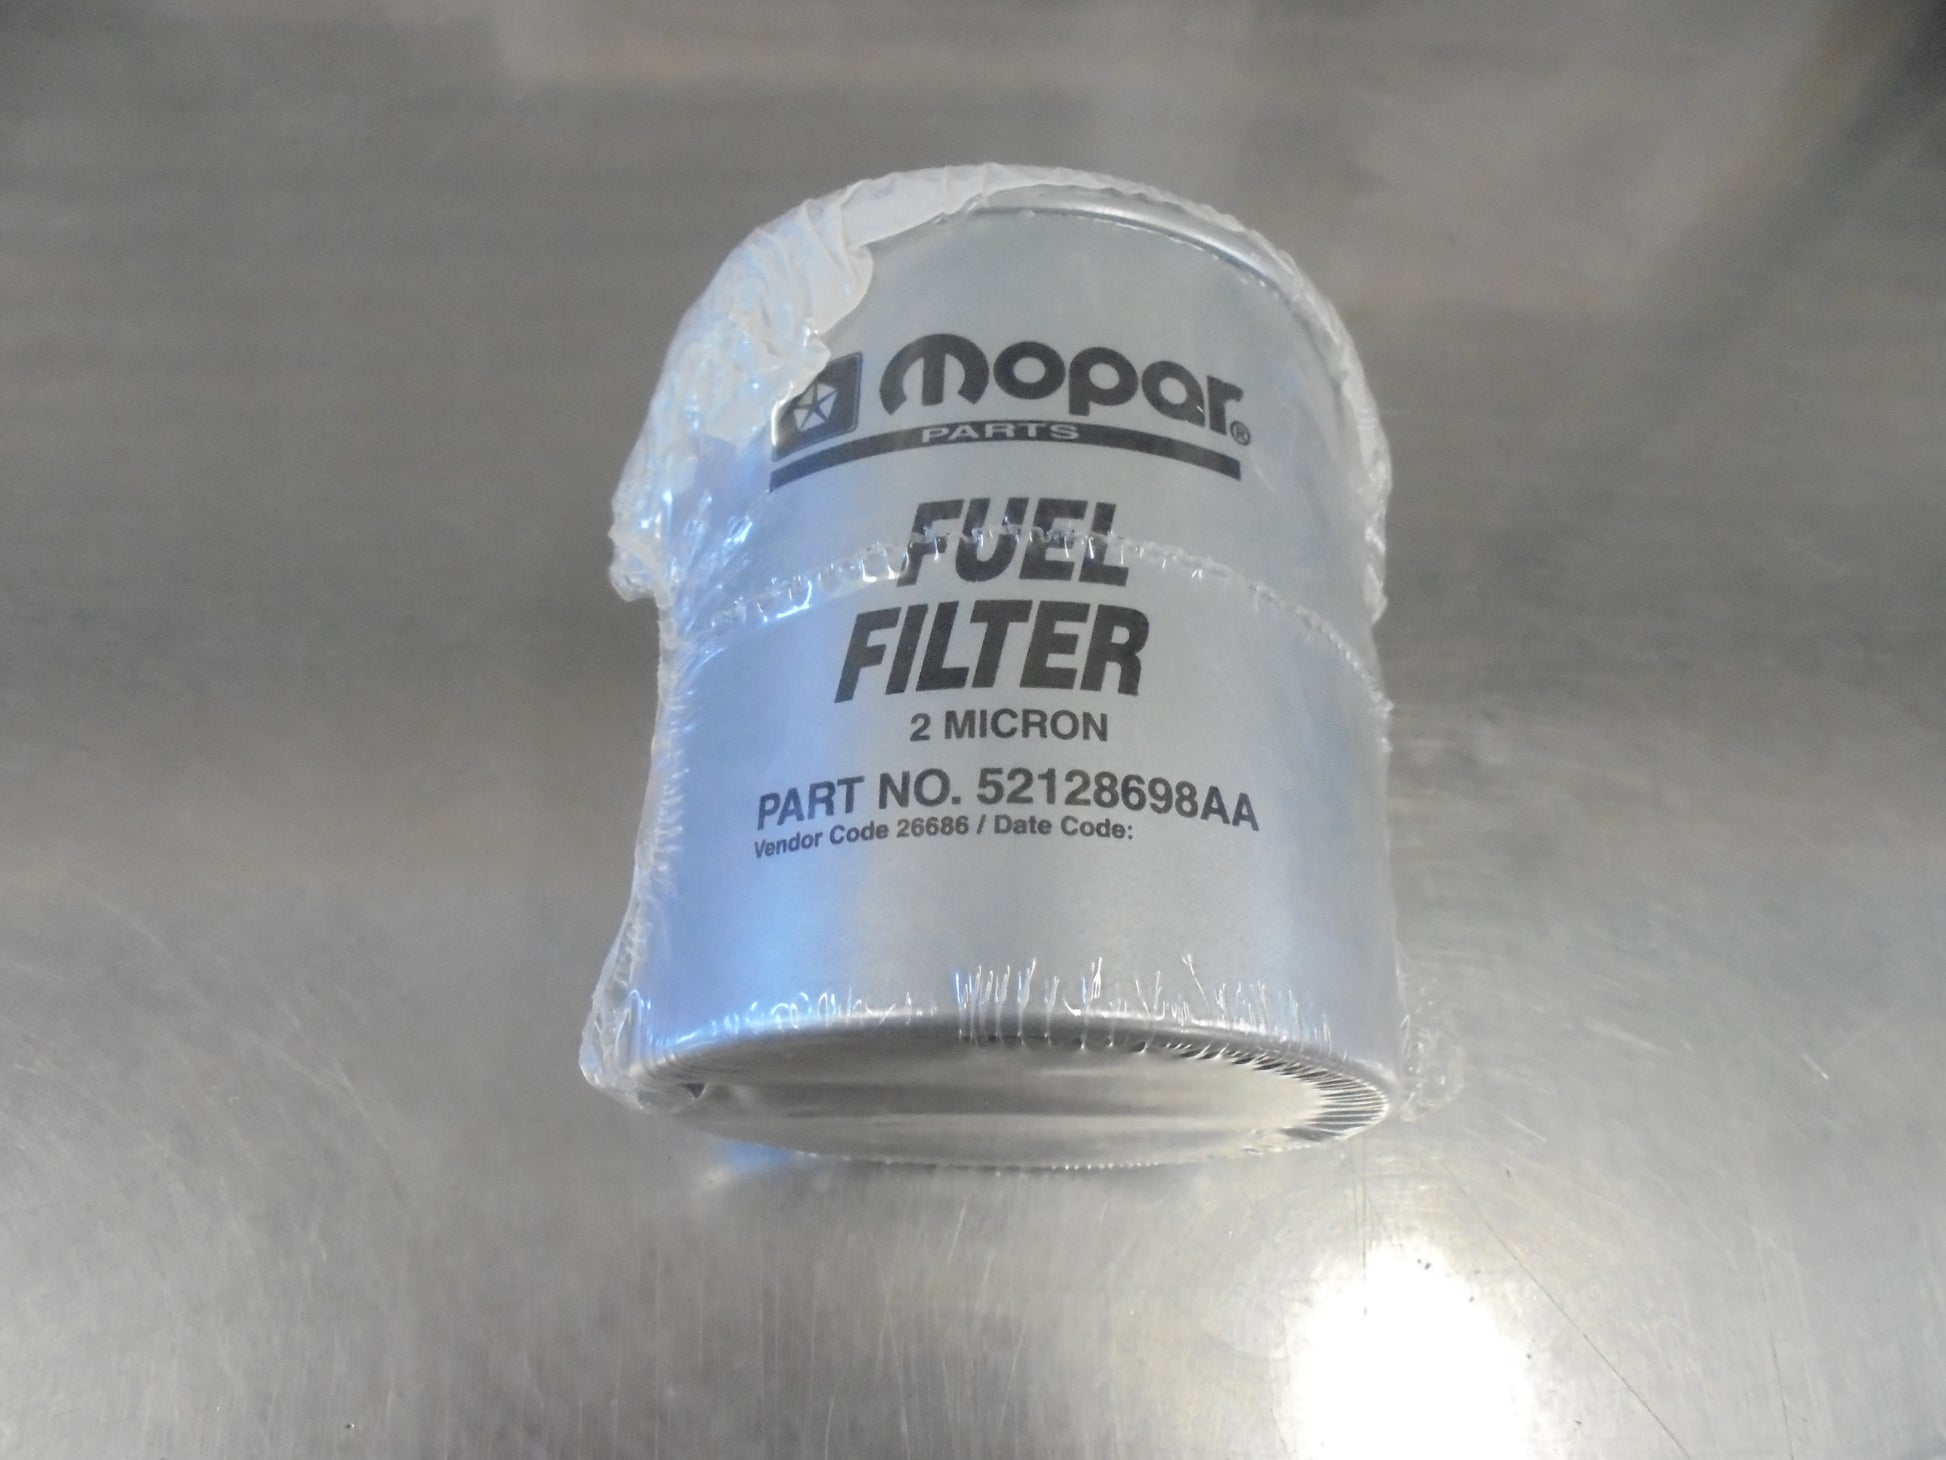 mopar®
PARTS
FUEL
FILTER
2 MICRON
PART NO. 52128698AA
Vendor Code 26686 / Date Code: